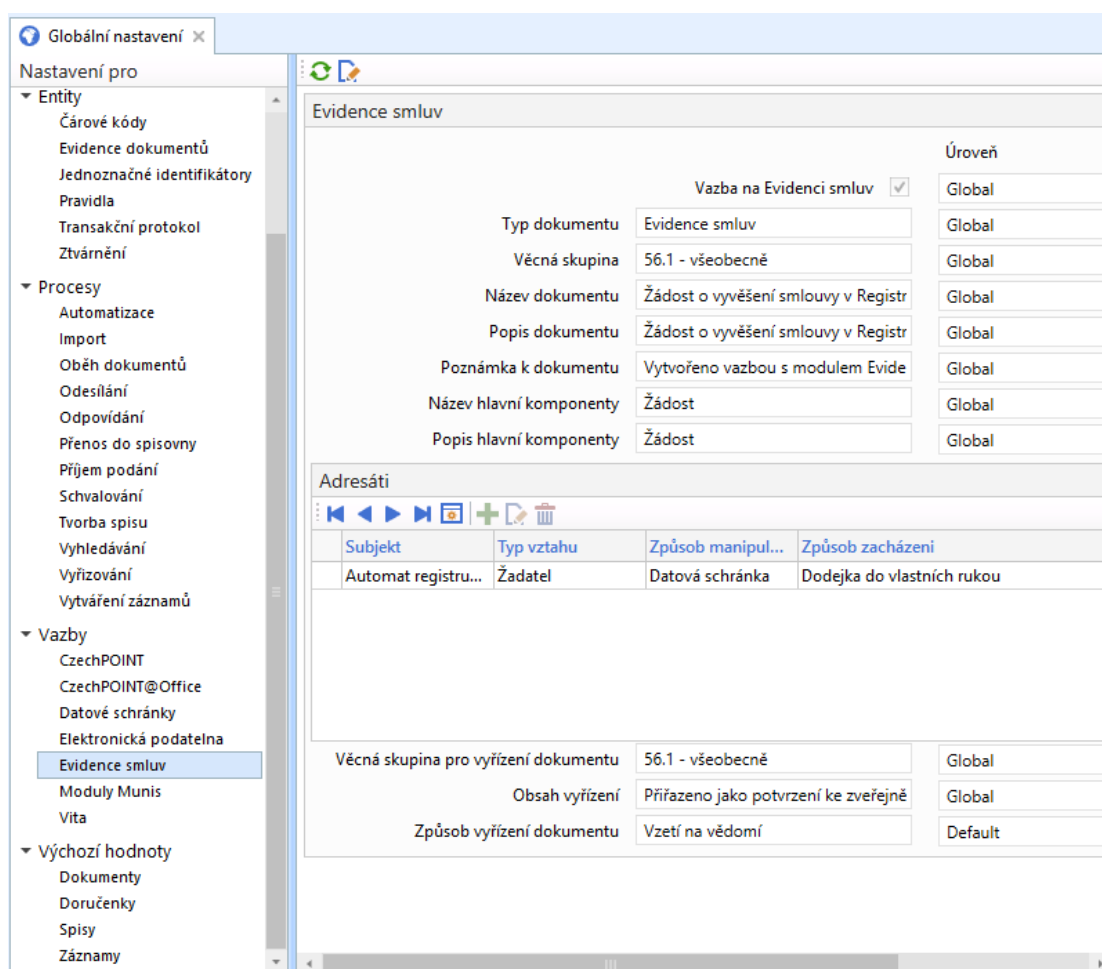 Globální nastavení
Nastavení pro
Entity
Čárové kódy
Evidence dokumentů
Jednoznačné identifikátory
Pravidla
Transakční protokol
Ztvárnění
Procesy
Automatizace
Import
Oběh dokumentů
Odesílání
Odpovídání
Přenos do spisovny
Příjem podání
Schvalování
Tvorba spisu
Vyhledávání
Vyřizování
Vytváření záznamů
Vazby
CzechPOINT
CzechPOINT@Office
Datové schránky
Elektronická podatelna
Evidence smluv
Moduly Munis
Vita
Výchozí hodnoty
Dokumenty
Doručenky
Spisy
Záznamy
Evidence smluv
Úroveň
Vazba na Evidenci smluv Global
Typ dokumentu Evidence smluv Global
Věcná skupina 56.1 - všeobecně Global
Název dokumentu Žádost o vyvěšení smlouvy v Registr Global
Popis dokumentu Žádost o vyvěšení smlouvy v Registr Global
Poznámka k dokumentu Vytvořeno vazbou s modulem Evide Global
Název hlavní komponenty Žádost Global
Popis hlavní komponenty Žádost Global
Adresáti
Subjekt Typ vztahu Způsob manipul... Způsob zacházeni
Automat registru... Žadatel Datová schránka Dodejka do vlastních rukou
Věcná skupina pro vyřízení dokumentu 56.1 - všeobecně Global
Obsah vyřízení Přiřazeno jako potvrzení ke zveřejně Global
Způsob vyřízení dokumentu Vzetí na vědomí Default